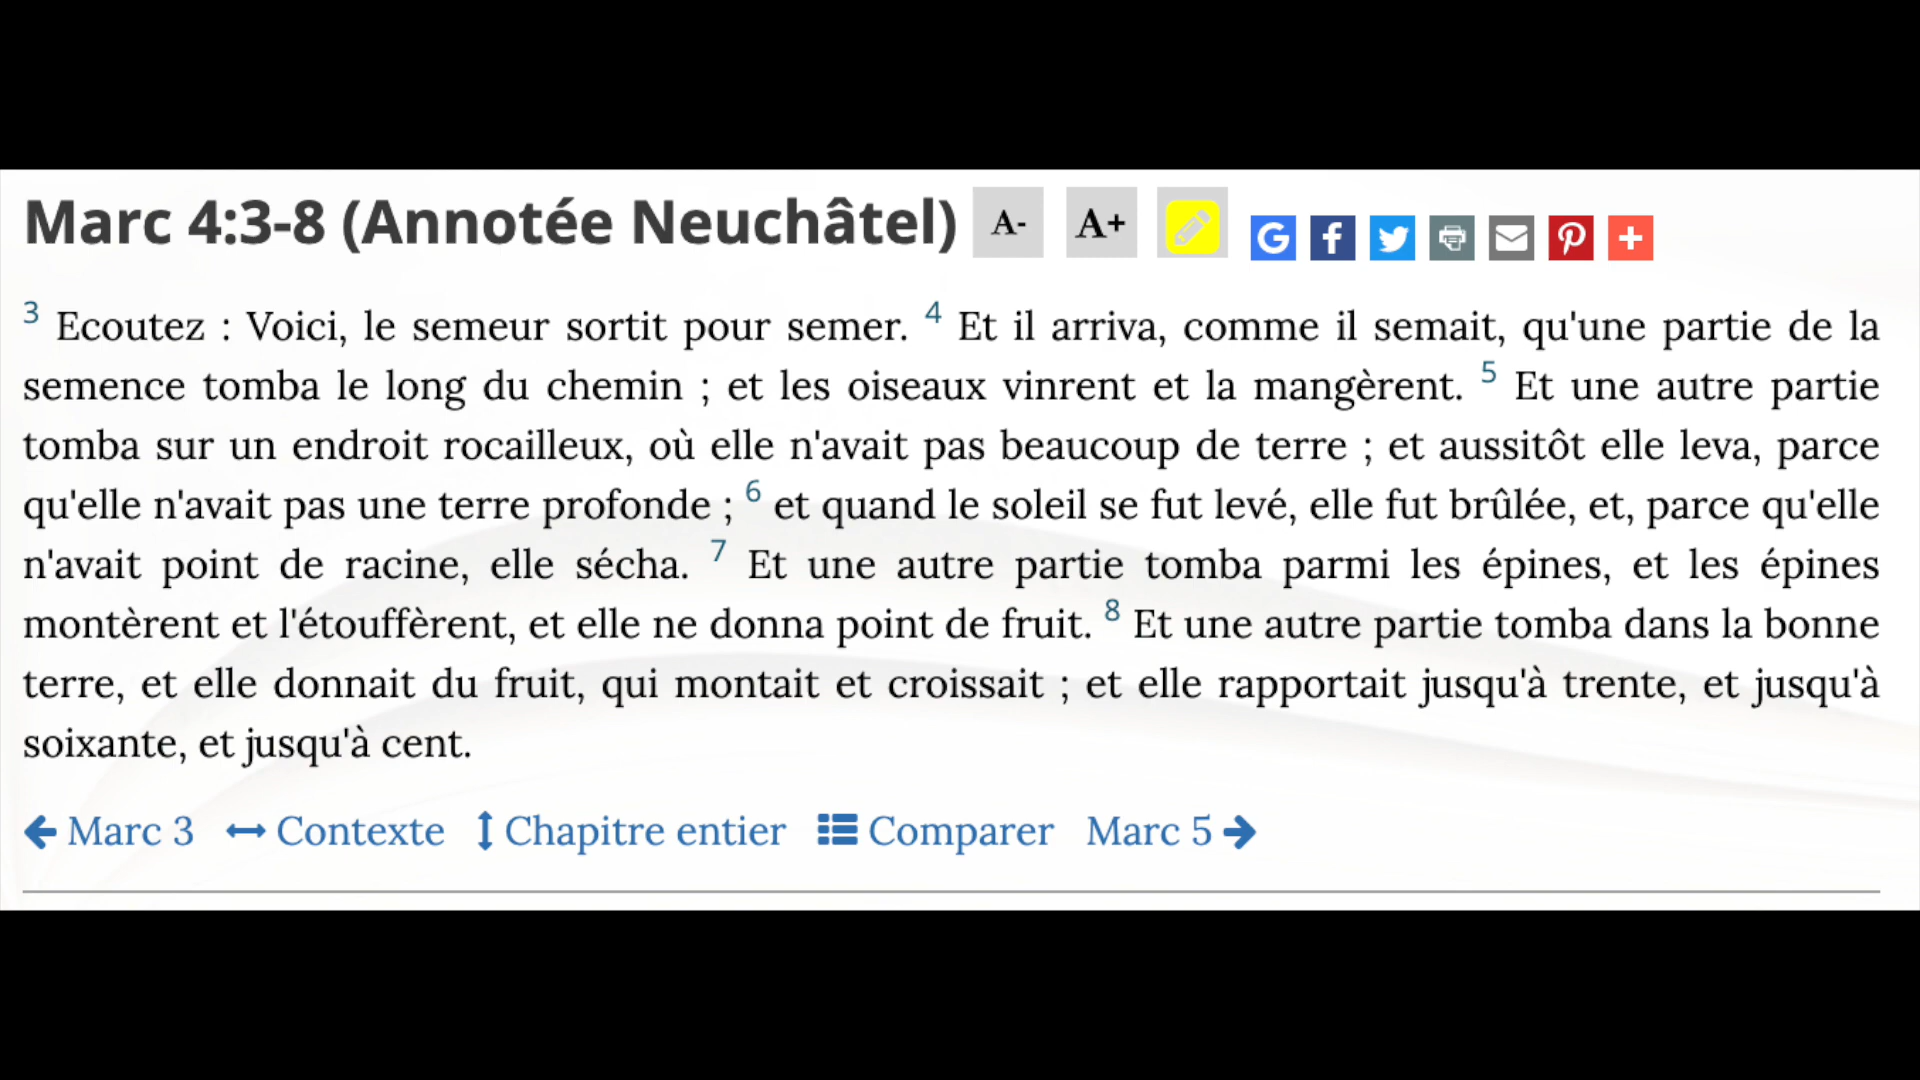 Marc 4:3-8 (Annotée Neuchâtel) A- A+
3 Ecoutez : Voici, le semeur sortit pour semer. 4 Et il arriva, comme il semait, qu'une partie de la
semence tomba le long du chemin ; et les oiseaux vinrent et la mangèrent. 5 Et une autre partie
tomba sur un endroit rocailleux, où elle n'avait pas beaucoup de terre ; et aussitôt elle leva, parce
qu'elle n'avait pas une terre profonde ; 6 et quand le soleil se fut levé, elle fut brûlée, et, parce qu'elle
n'avait point de racine, elle sécha. 7 Et une autre partie tomba parmi les épines, et les épines
montèrent et l'étouffèrent, et elle ne donna point de fruit. 8 Et une autre partie tomba dans la bonne
terre, et elle donnait du fruit, qui montait et croissait ; et elle rapportait jusqu'à trente, et jusqu'à
soixante, et jusqu'à cent.
Marc 3 Contexte Chapitre entier Comparer Marc 5